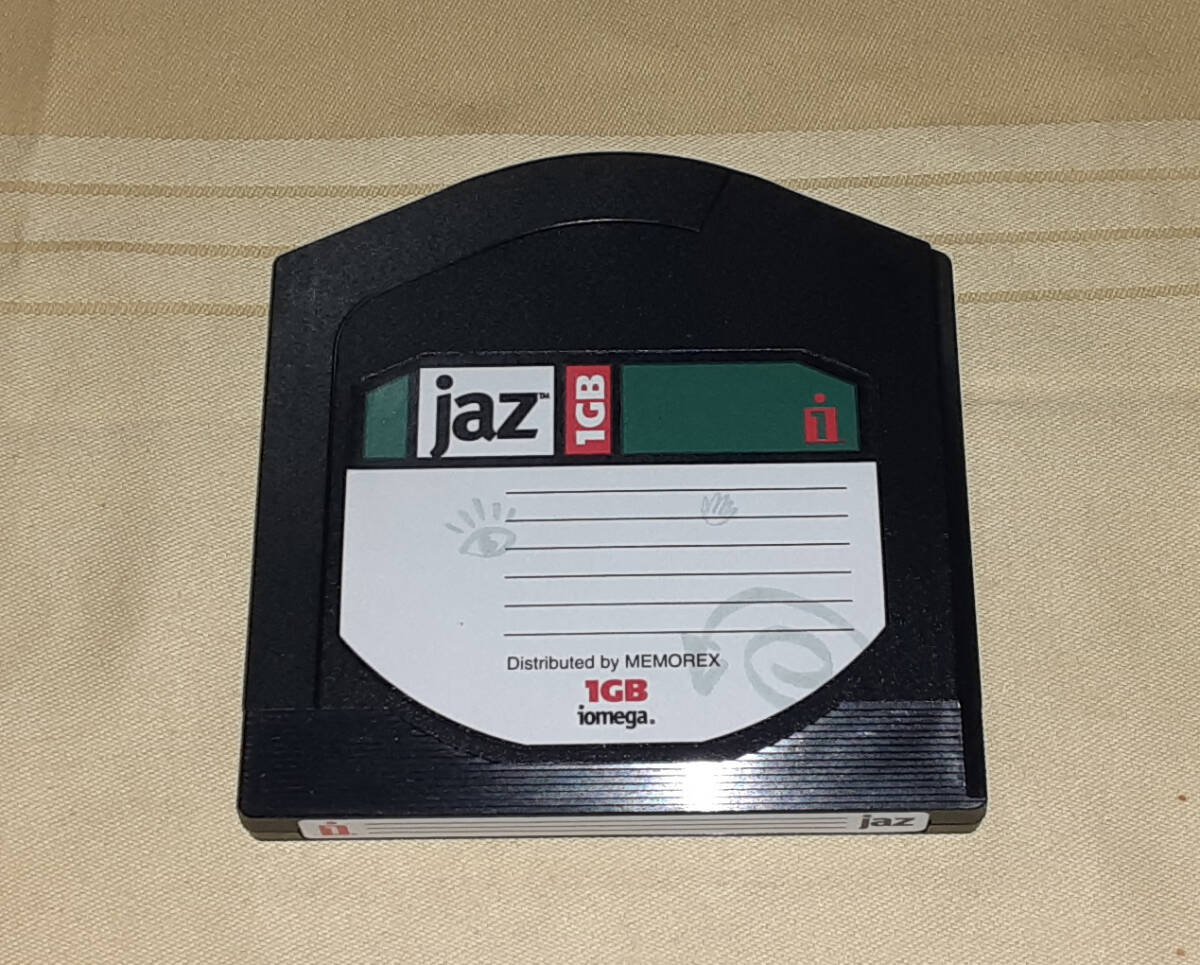 jaz™
1GB
i
Distributed by MEMOREX
1GB
iomega.
i
jaz